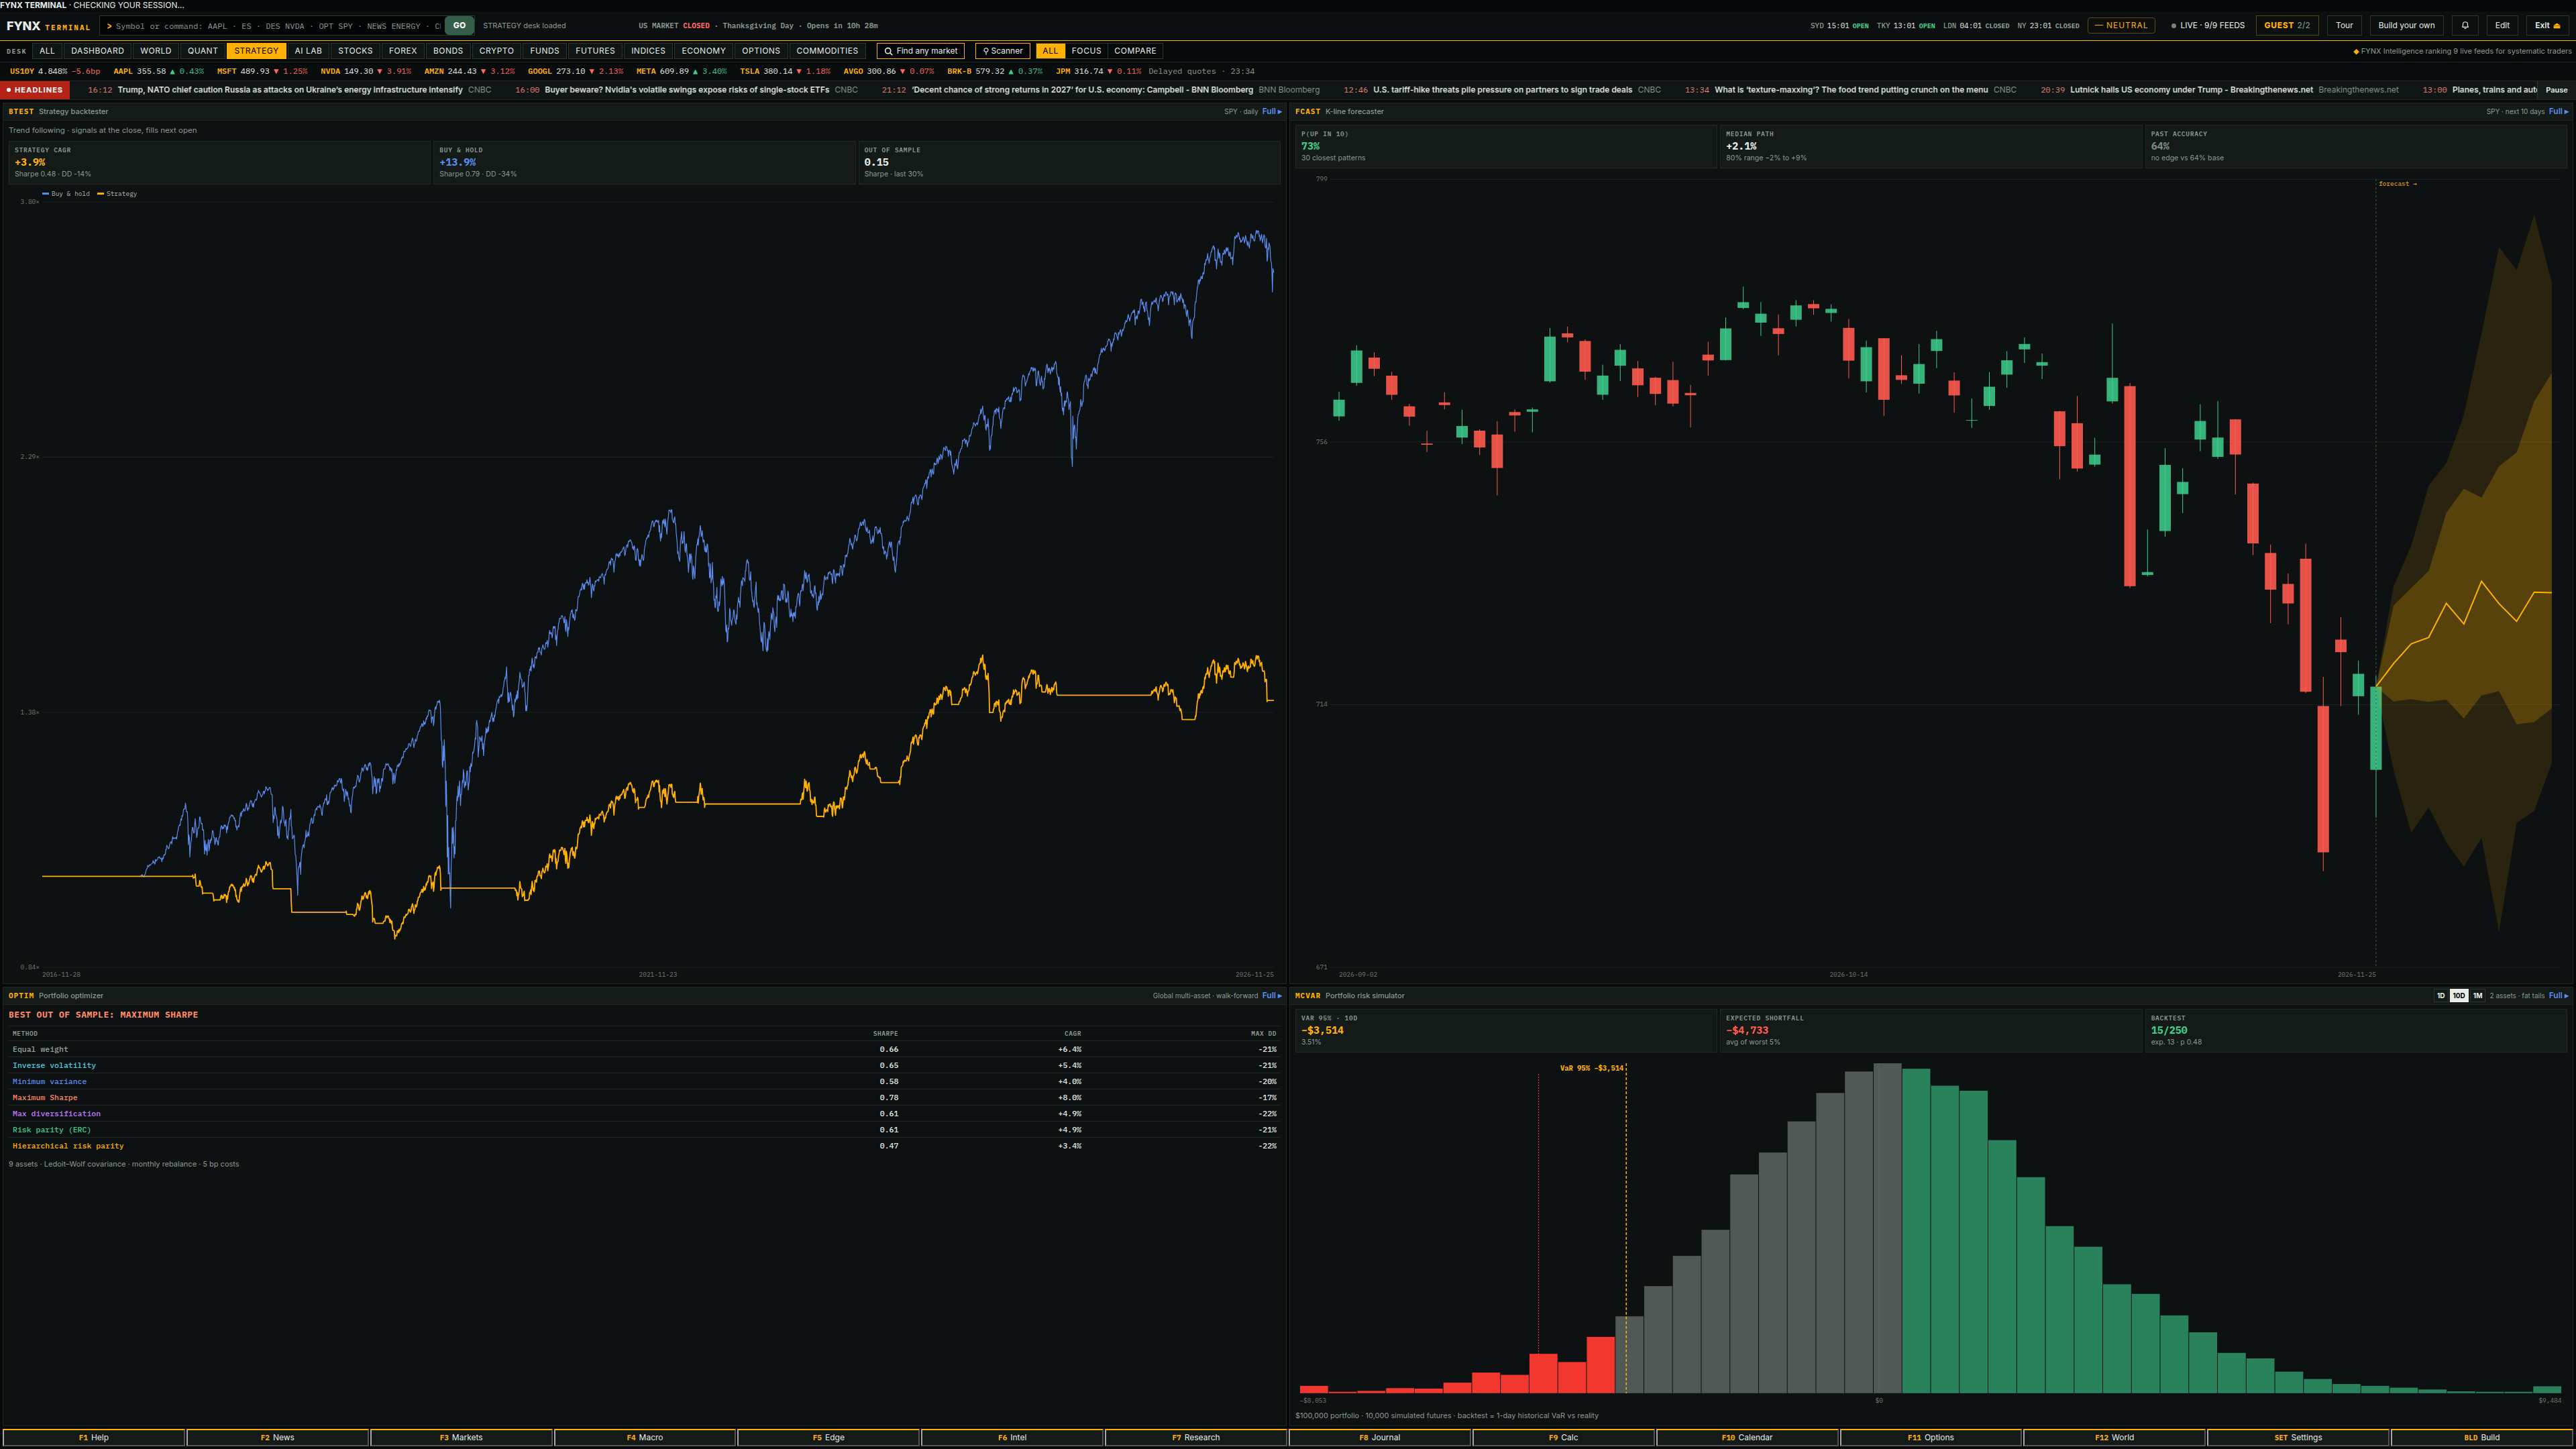 FYNX TERMINAL · CHECKING YOUR SESSION...
FYNX TERMINAL > Symbol or command: AAPL · ES · DES NVDA · OPT SPY · NEWS ENERGY · GO STRATEGY desk loaded US MARKET CLOSED · Thanksgiving Day · Opens in 10h 28m SYD 15:01 OPEN TKY 13:01 OPEN LDN 04:01 CLOSED NY 23:01 CLOSED — NEUTRAL LIVE · 9/9 FEEDS GUEST 2/2 Tour Build your own Edit Exit
DESK ALL DASHBOARD WORLD QUANT STRATEGY AI LAB STOCKS FOREX BONDS CRYPTO FUNDS FUTURES INDICES ECONOMY OPTIONS COMMODITIES Find any market Scanner ALL FOCUS COMPARE ◆ FYNX Intelligence ranking 9 live feeds for systematic traders
US10Y 4.848% −5.6bp AAPL 355.58 ▲ 0.43% MSFT 489.93 ▼ 1.25% NVDA 149.30 ▼ 3.91% AMZN 244.43 ▼ 3.12% GOOGL 273.10 ▼ 2.13% META 609.89 ▲ 3.40% TSLA 380.14 ▼ 1.18% AVGO 300.86 ▼ 0.07% BRK-B 579.32 ▲ 0.37% JPM 316.74 ▼ 0.11% Delayed quotes · 23:34
● HEADLINES 16:12 Trump, NATO chief caution Russia as attacks on Ukraine's energy infrastructure intensify CNBC 16:00 Buyer beware? Nvidia's volatile swings expose risks of single-stock ETFs CNBC 21:12 'Decent chance of strong returns in 2027' for U.S. economy: Campbell - BNN Bloomberg BNN Bloomberg 12:46 U.S. tariff-hike threats pile pressure on partners to sign trade deals CNBC 13:34 What is 'texture-maxxing'? The food trend putting crunch on the menu CNBC 20:39 Lutnick hails US economy under Trump - Breakingthenews.net Breakingthenews.net 13:00 Planes, trains and aut Pause
BTEST Strategy backtester SPY · daily Full ▸
Trend following · signals at the close, fills next open
STRATEGY CAGR BUY & HOLD OUT OF SAMPLE
+3.9% +13.9% 0.15
Sharpe 0.48 · DD -14% Sharpe 0.79 · DD -34% Sharpe · last 30%
Buy & hold Strategy
3.80×
2.29×
1.38×
0.84×
2016-11-28 2021-11-23 2026-11-25
FCAST K-line forecaster SPY · next 10 days Full ▸
P(UP IN 10) MEDIAN PATH PAST ACCURACY
73% +2.1% 64%
30 closest patterns 80% range −2% to +9% no edge vs 64% base
799
forecast →
756
714
671
2026-09-02 2026-10-14 2026-11-25
OPTIM Portfolio optimizer Global multi-asset · walk-forward Full ▸
BEST OUT OF SAMPLE: MAXIMUM SHARPE
METHOD SHARPE CAGR MAX DD
Equal weight 0.66 +6.4% -21%
Inverse volatility 0.65 +5.4% -21%
Minimum variance 0.58 +4.0% -20%
Maximum Sharpe 0.78 +8.0% -17%
Max diversification 0.61 +4.9% -22%
Risk parity (ERC) 0.61 +4.9% -21%
Hierarchical risk parity 0.47 +3.4% -22%
9 assets · Ledoit–Wolf covariance · monthly rebalance · 5 bp costs
MCVAR Portfolio risk simulator 1D 10D 1M 2 assets · fat tails Full ▸
VAR 95% · 10D EXPECTED SHORTFALL BACKTEST
−$3,514 −$4,733 15/250
3.51% avg of worst 5% exp. 13 · p 0.48
VaR 95% −$3,514
−$8,853 $0 $9,484
$100,000 portfolio · 10,000 simulated futures · backtest = 1-day historical VaR vs reality
F1 Help F2 News F3 Markets F4 Macro F5 Edge F6 Intel F7 Research F8 Journal F9 Calc F10 Calendar F11 Options F12 World SET Settings BLD Build